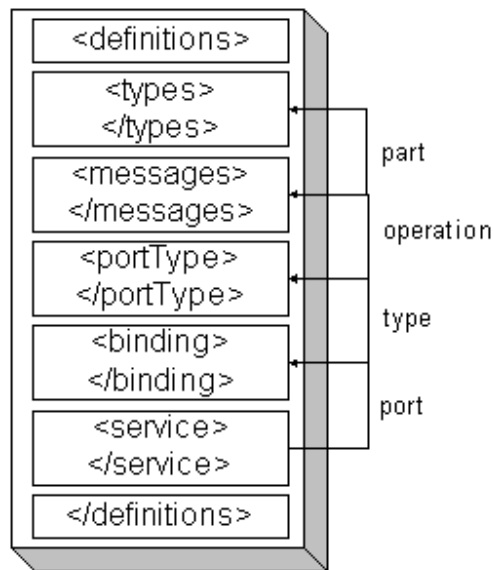 <definitions>
<types>
</types>
part
<messages>
</messages>
operation
<portType>
</portType>
type
<binding>
</binding>
port
<service>
</service>
</definitions>